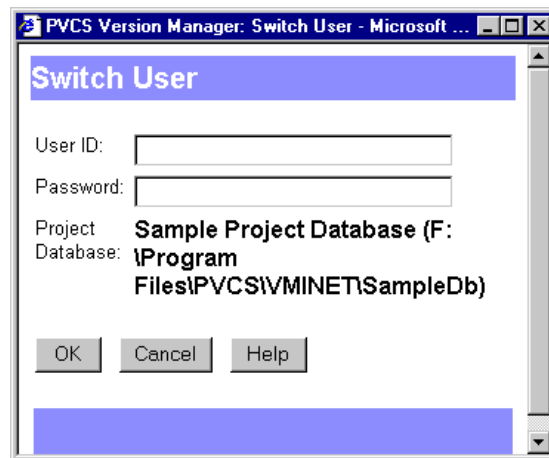 PVCS Version Manager: Switch User - Microsoft ...
Switch User
User ID:
Password:
Project Database:
Sample Project Database (F:
\Program
Files\PVCS\VMINET\SampleDb)
OK Cancel Help